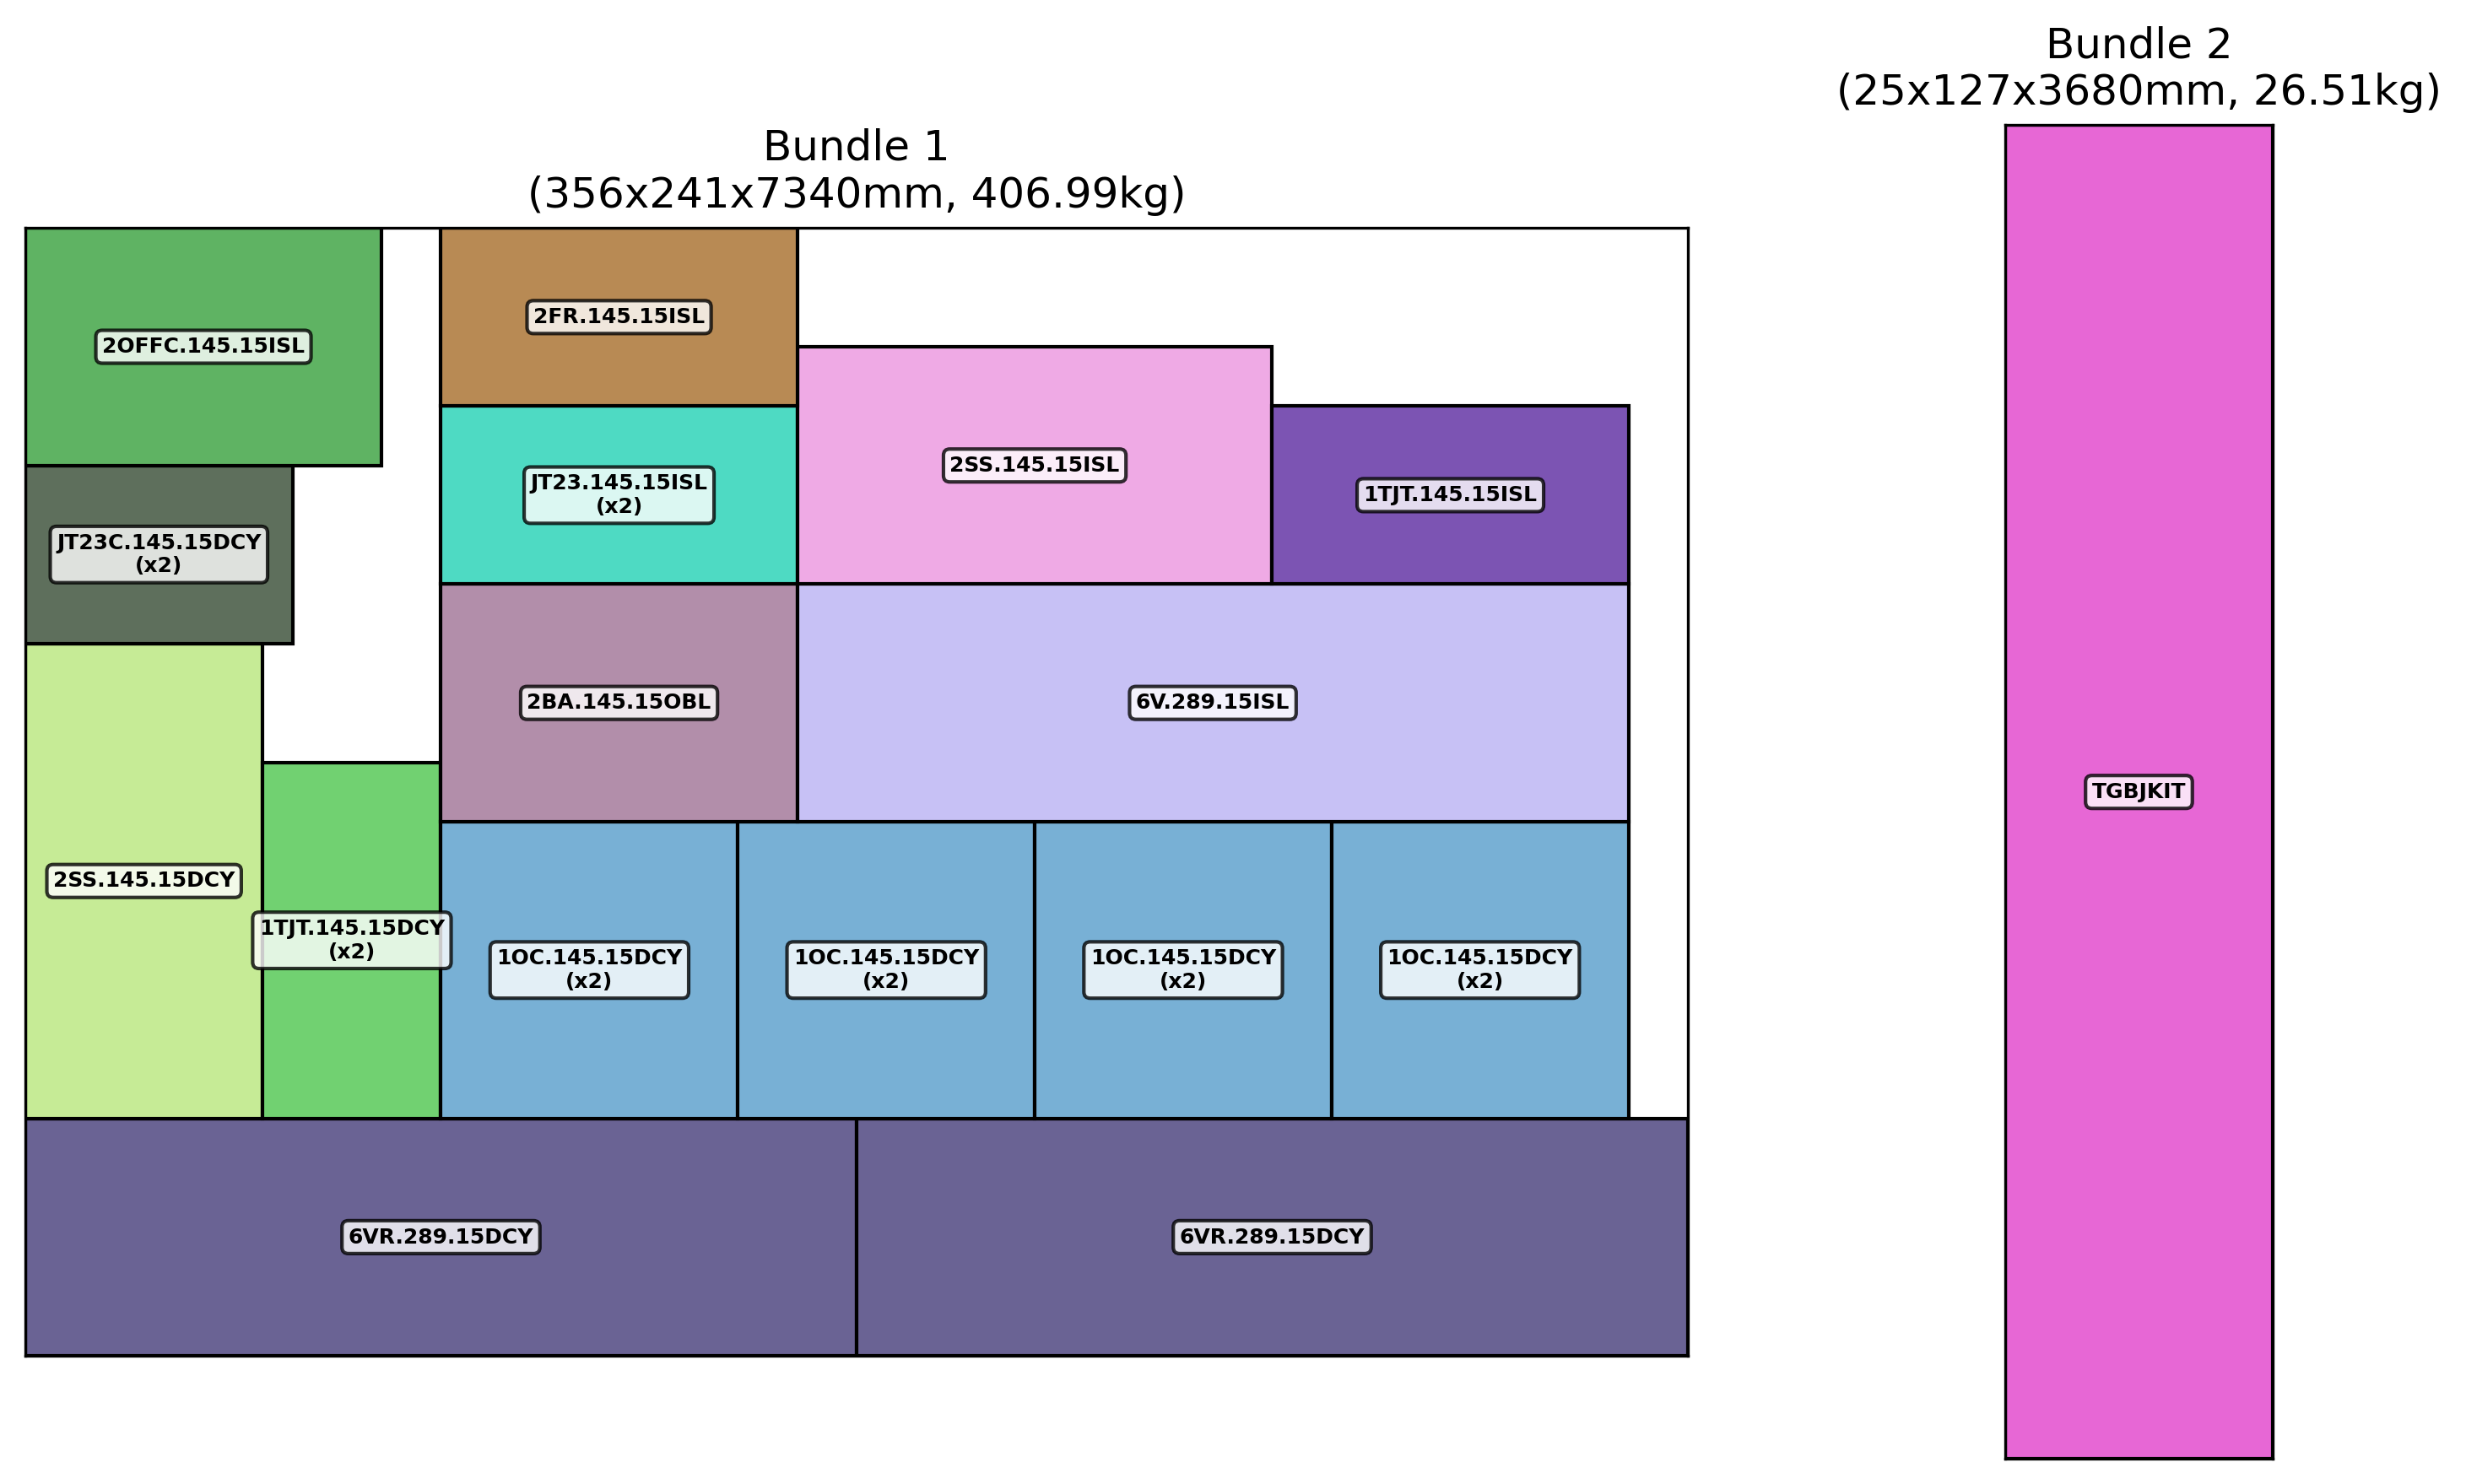 Bundle 1
(356x241x7340mm, 406.99kg)
2OFFC.145.15ISL
2FR.145.15ISL
JT23.145.15ISL
(x2)
2SS.145.15ISL
1TJT.145.15ISL
JT23C.145.15DCY
(x2)
2BA.145.15OBL
6V.289.15ISL
2SS.145.15DCY
1TJT.145.15DCY
(x2)
1OC.145.15DCY
(x2)
1OC.145.15DCY
(x2)
1OC.145.15DCY
(x2)
1OC.145.15DCY
(x2)
6VR.289.15DCY
6VR.289.15DCY
Bundle 2
(25x127x3680mm, 26.51kg)
TGBJKIT